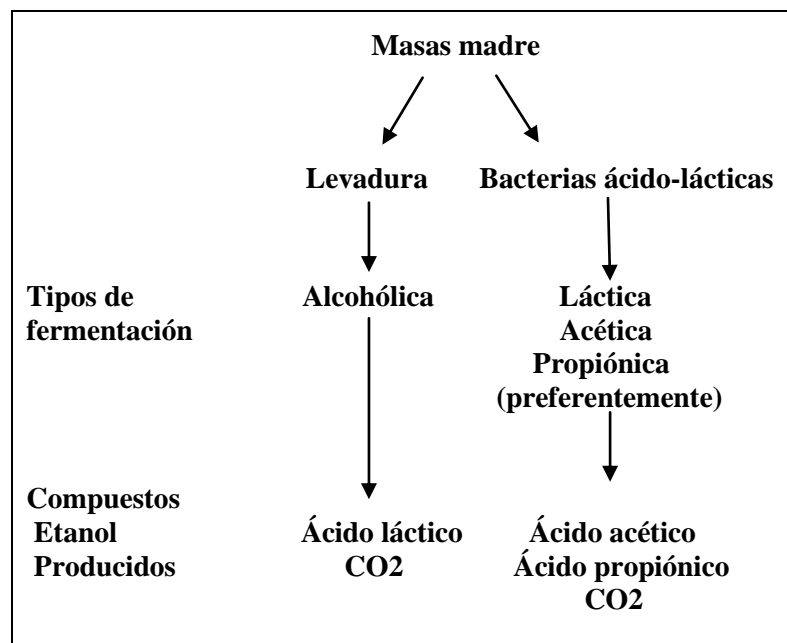 Masas madre
Levadura Bacterias ácido-lácticas
Tipos de Alcohólica Láctica
fermentación Acética
Propiónica
(preferentemente)
Compuestos
Etanol Ácido láctico Ácido acético
Producidos CO2 Ácido propiónico
CO2